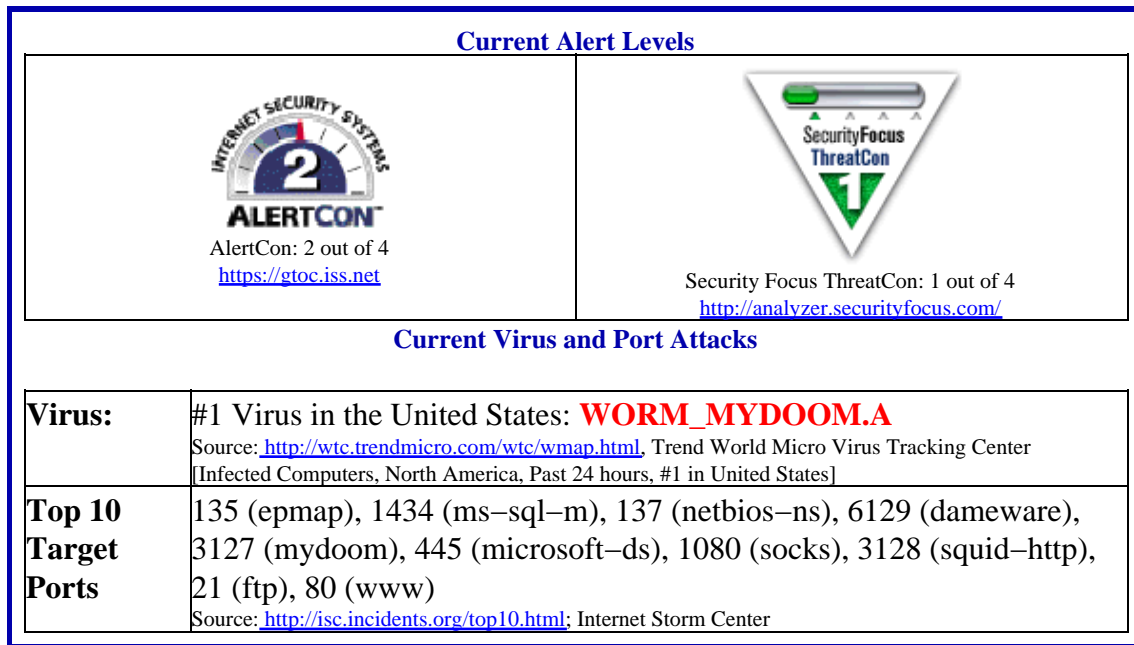 Current Alert Levels
INTERNET SECURITY SYSTEMS
2
ALERTCON™
AlertCon: 2 out of 4
https://gtoc.iss.net
SecurityFocus
ThreatCon
1
Security Focus ThreatCon: 1 out of 4
http://analyzer.securityfocus.com/
Current Virus and Port Attacks
Virus:
#1 Virus in the United States: WORM_MYDOOM.A
Source: http://wtc.trendmicro.com/wtc/wmap.html, Trend World Micro Virus Tracking Center
[Infected Computers, North America, Past 24 hours, #1 in United States]
Top 10
Target
Ports
135 (epmap), 1434 (ms−sql−m), 137 (netbios−ns), 6129 (dameware),
3127 (mydoom), 445 (microsoft−ds), 1080 (socks), 3128 (squid−http),
21 (ftp), 80 (www)
Source: http://isc.incidents.org/top10.html; Internet Storm Center